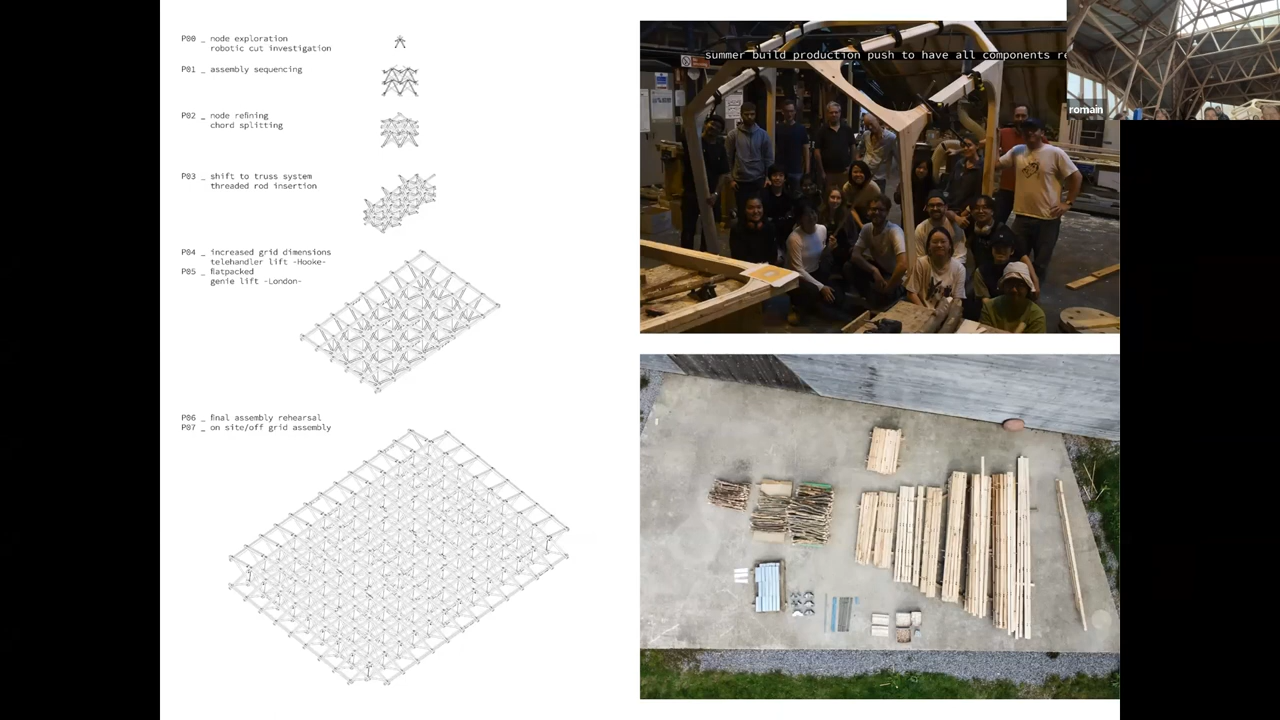 P00 _ node exploration
robotic cut investigation
P01 _ assembly sequencing
P02 _ node refining
chord splitting
P03 _ shift to truss system
threaded rod insertion
P04 _ increased grid dimensions
telehandler lift -Hooke-
P05 _ flatpacked
genie lift -London-
P06 _ final assembly rehearsal
P07 _ on site/off grid assembly
summer build production push to have all components
romain